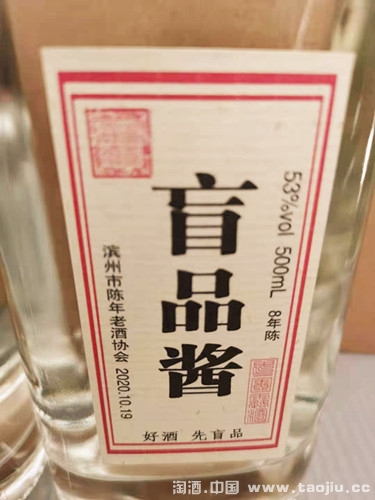 盲品酱
53%vol 500mL 8年陈
滨州市陈年老酒协会 2020.10.19
好酒 先盲品
淘酒.中国 www.taojiu.cc